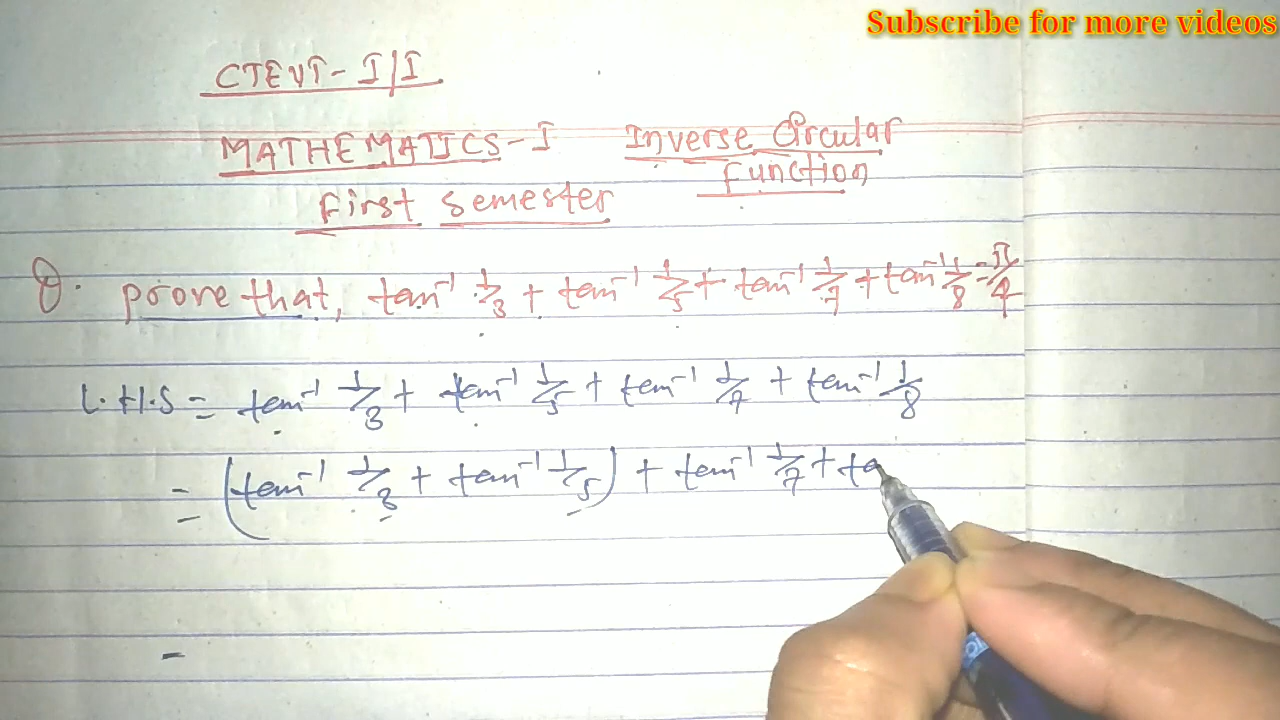 Subscribe for more videos
CTEVT - I/I
MATHEMATICS - I Inverse Circular
Function
First semester
Q. prove that, tan⁻¹ 1/3 + tan⁻¹ 1/5 + tan⁻¹ 1/7 + tan⁻¹ 1/8 = π/4
L.H.S = tan⁻¹ 1/3 + tan⁻¹ 1/5 + tan⁻¹ 1/7 + tan⁻¹ 1/8
= (tan⁻¹ 1/3 + tan⁻¹ 1/5) + tan⁻¹ 1/7 + ta
-